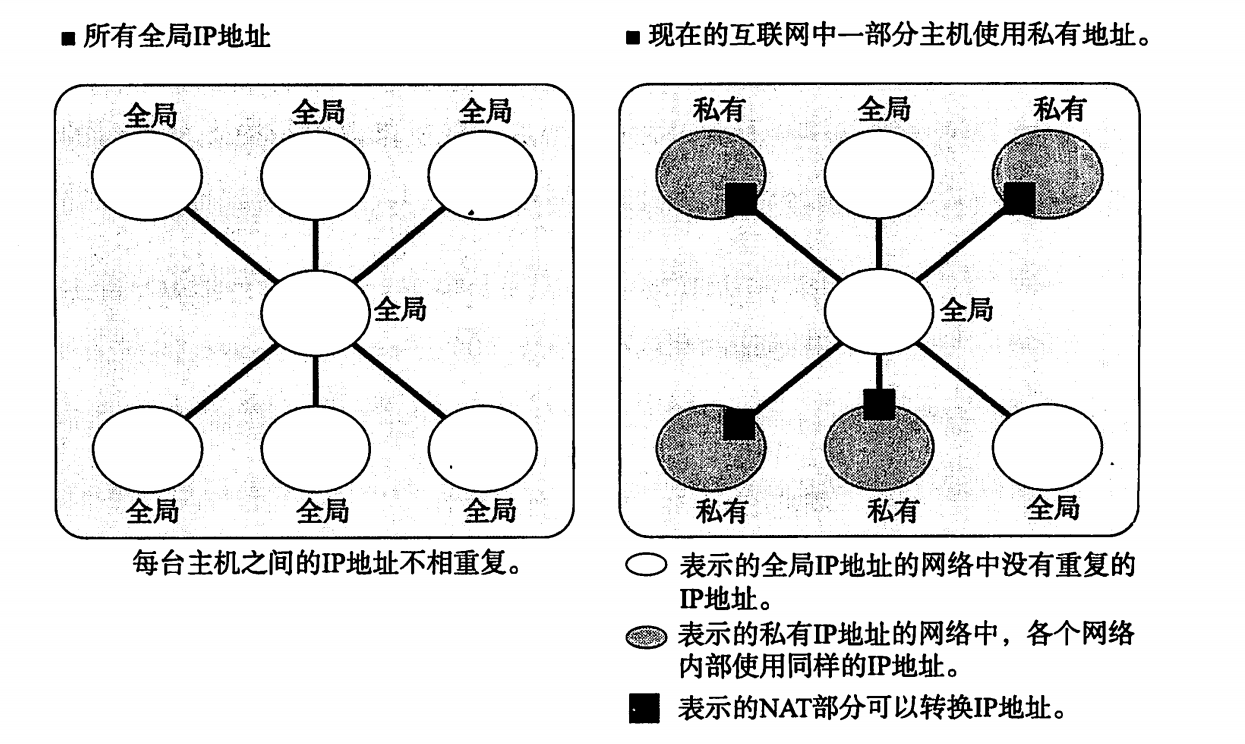 ■ 所有全局IP地址
全局 全局 全局
全局
全局 全局 全局
每台主机之间的IP地址不相重复。
■ 现在的互联网中一部分主机使用私有地址。
私有 全局 私有
全局
私有 私有 全局
表示的全局IP地址的网络中没有重复的
IP地址。
表示的私有IP地址的网络中，各个网络
内部使用同样的IP地址。
表示的NAT部分可以转换IP地址。